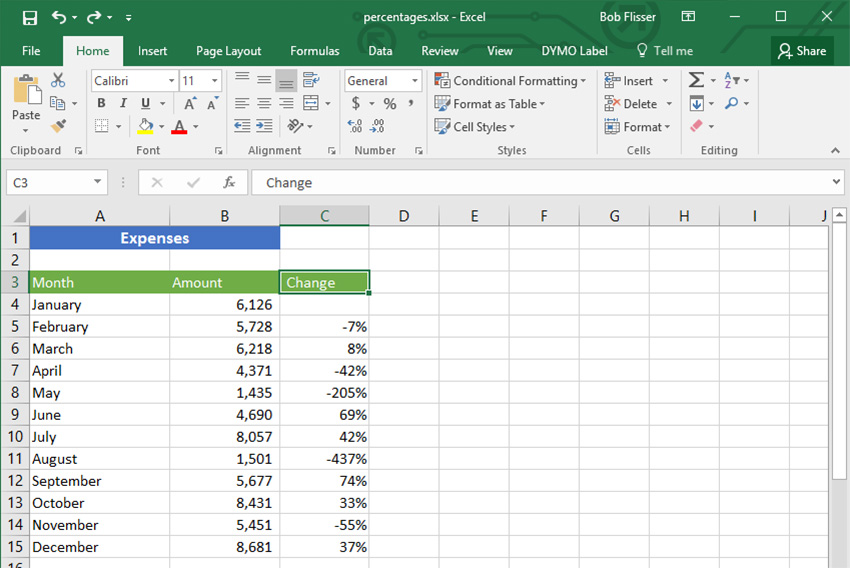 percentages.xlsx - Excel Bob Flisser
File Home Insert Page Layout Formulas Data Review View DYMO Label Tell me Share
Paste Calibri 11 General Conditional Formatting Insert
B I U A A $ % , Format as Table Delete
A .00 .00 Cell Styles Format
Clipboard Font Alignment Number Styles Cells Editing
C3 fx Change
A B C D E F G H I J
1 Expenses
2
3 Month Amount Change
4 January 6,126
5 February 5,728 -7%
6 March 6,218 8%
7 April 4,371 -42%
8 May 1,435 -205%
9 June 4,690 69%
10 July 8,057 42%
11 August 1,501 -437%
12 September 5,677 74%
13 October 8,431 33%
14 November 5,451 -55%
15 December 8,681 37%
16